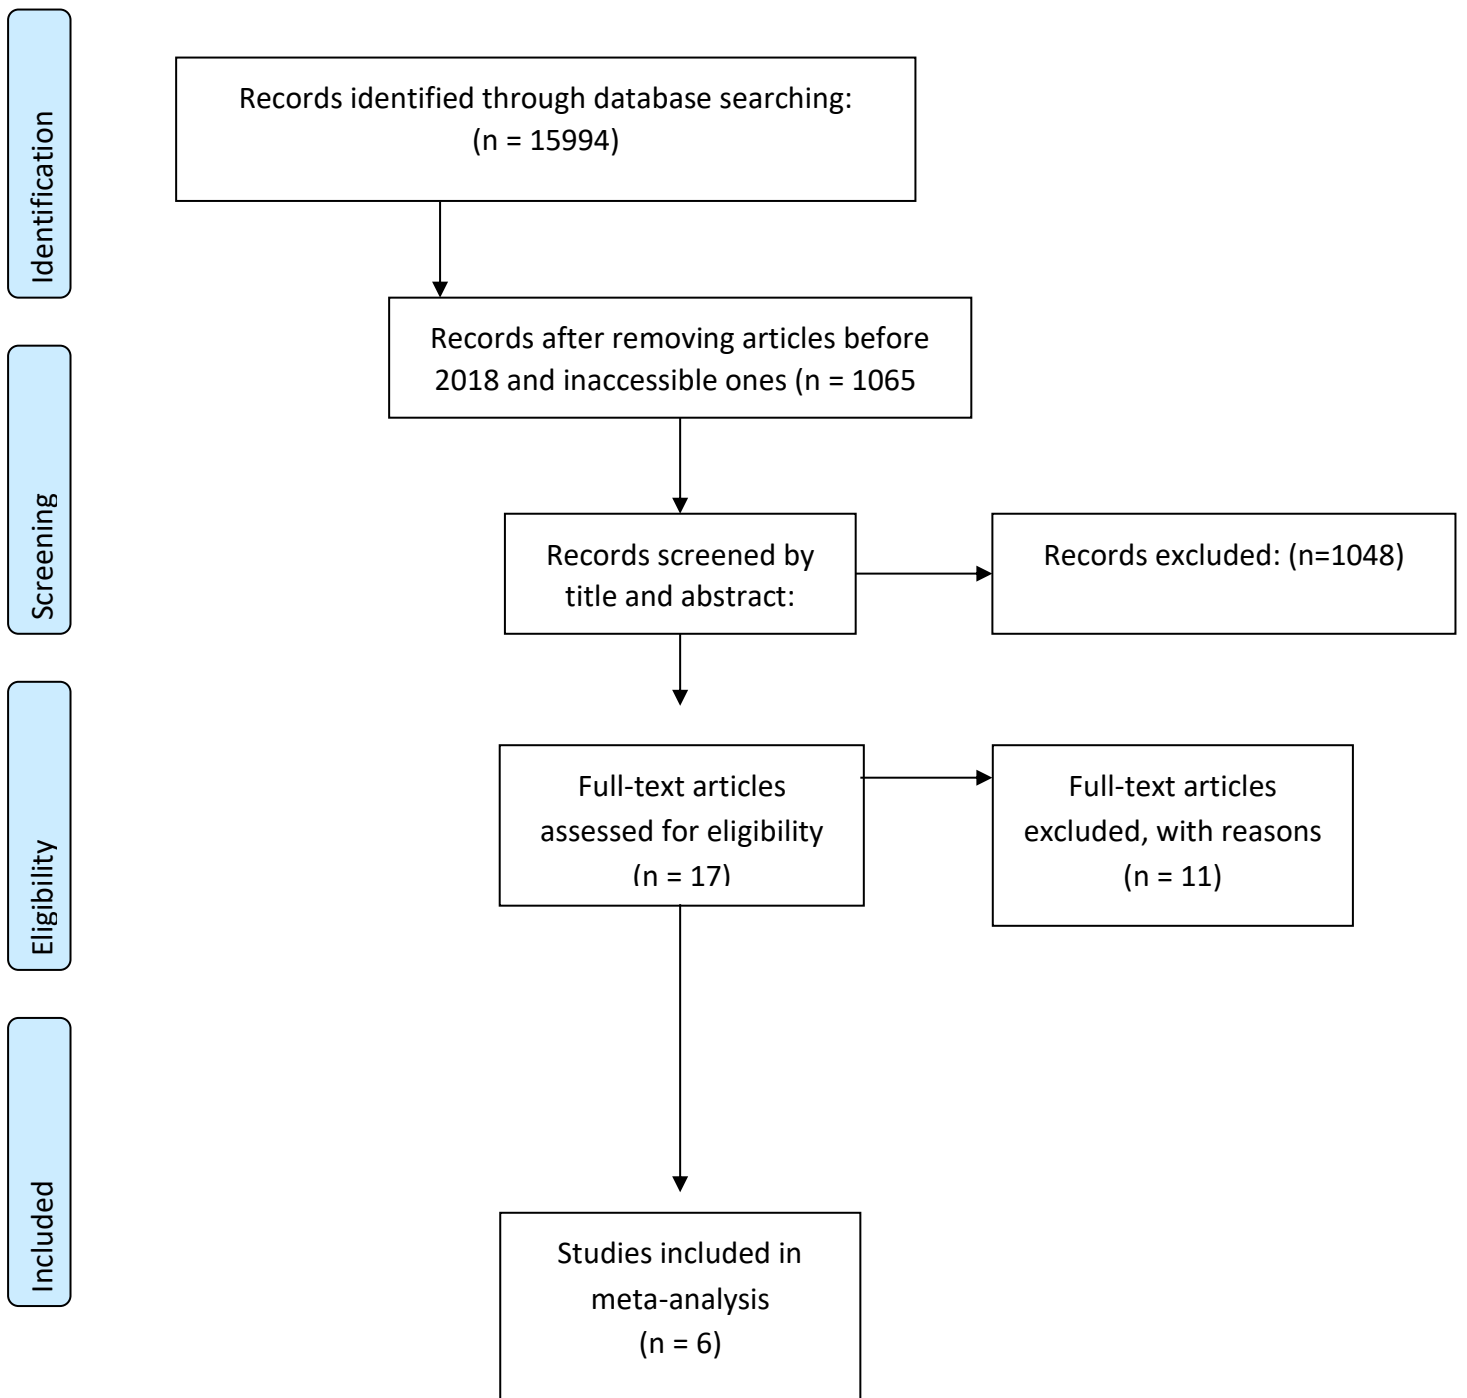 Identification
Records identified through database searching:
(n = 15994)
Records after removing articles before
2018 and inaccessible ones (n = 1065
Screening
Records screened by
title and abstract:
Records excluded: (n=1048)
Eligibility
Full-text articles
assessed for eligibility
(n = 17)
Full-text articles
excluded, with reasons
(n = 11)
Included
Studies included in
meta-analysis
(n = 6)